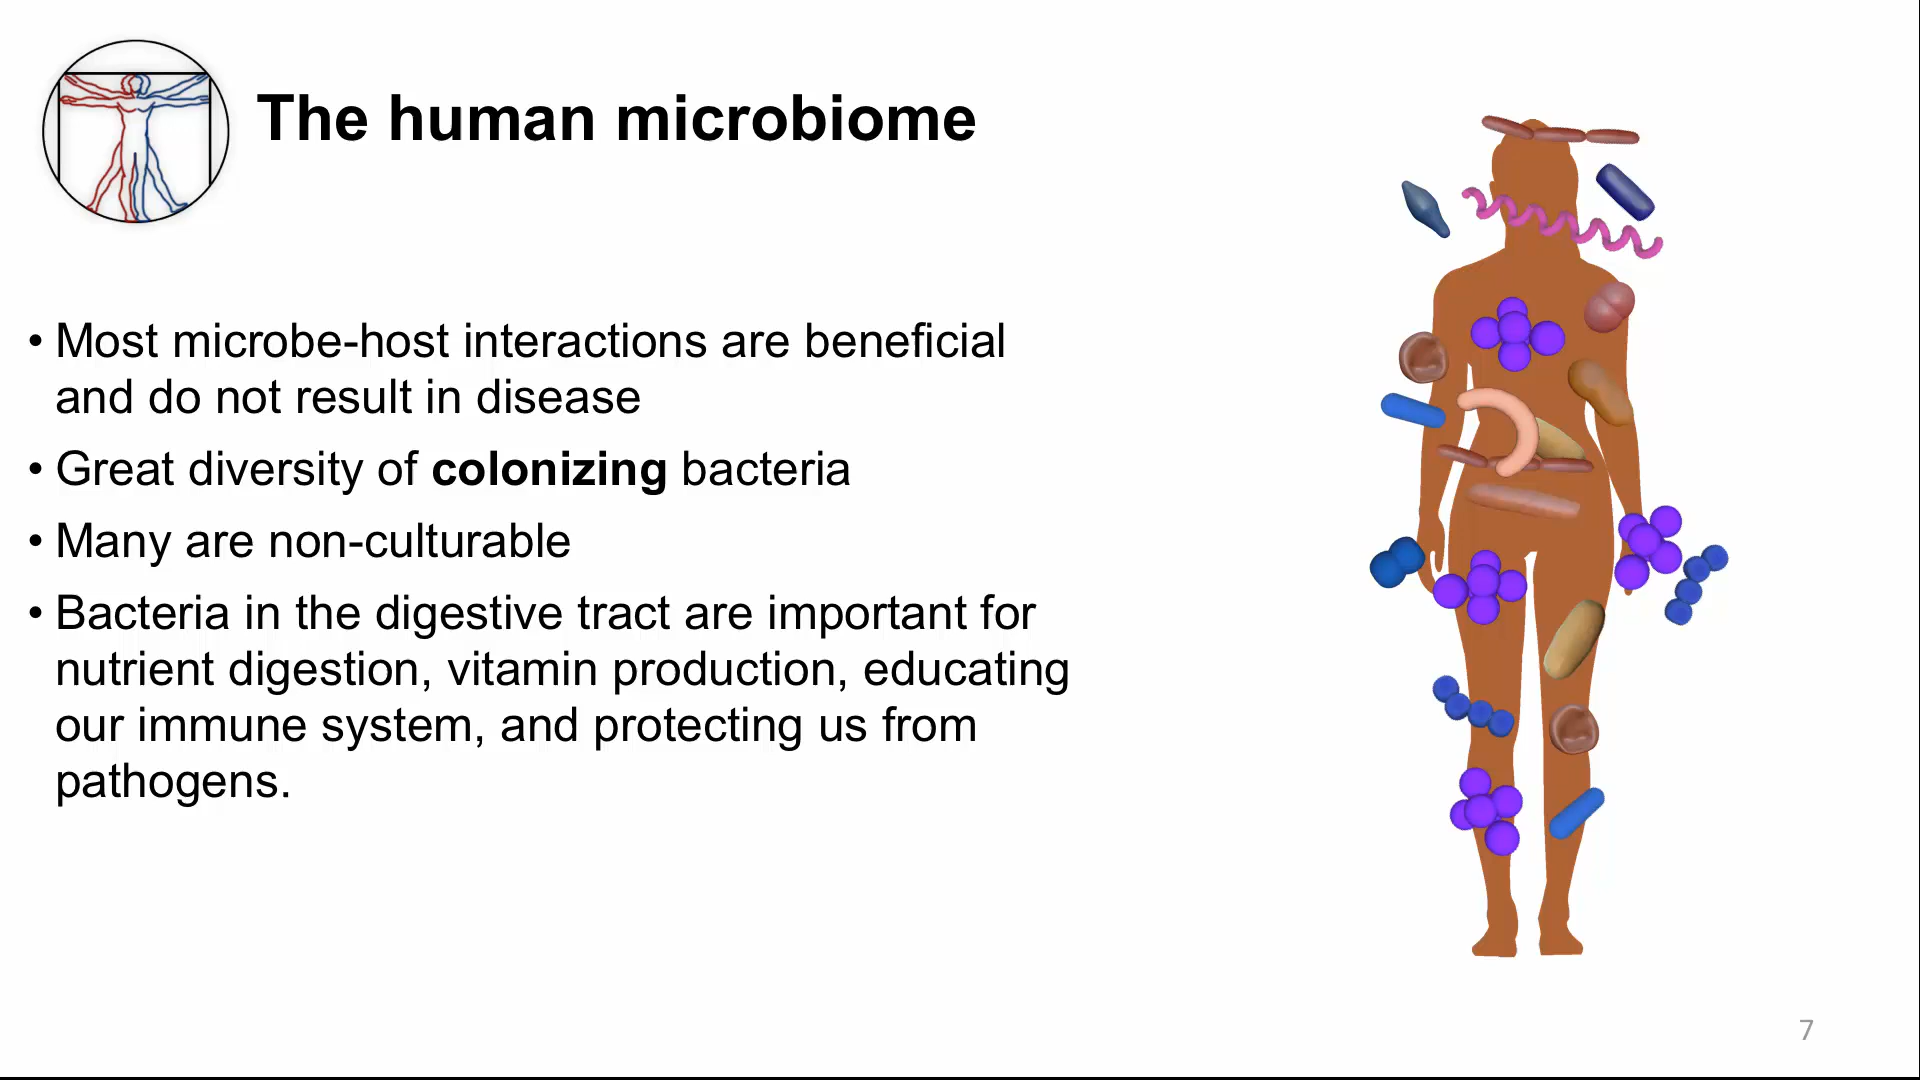 The human microbiome
• Most microbe-host interactions are beneficial
and do not result in disease
• Great diversity of colonizing bacteria
• Many are non-culturable
• Bacteria in the digestive tract are important for
nutrient digestion, vitamin production, educating
our immune system, and protecting us from
pathogens.
7